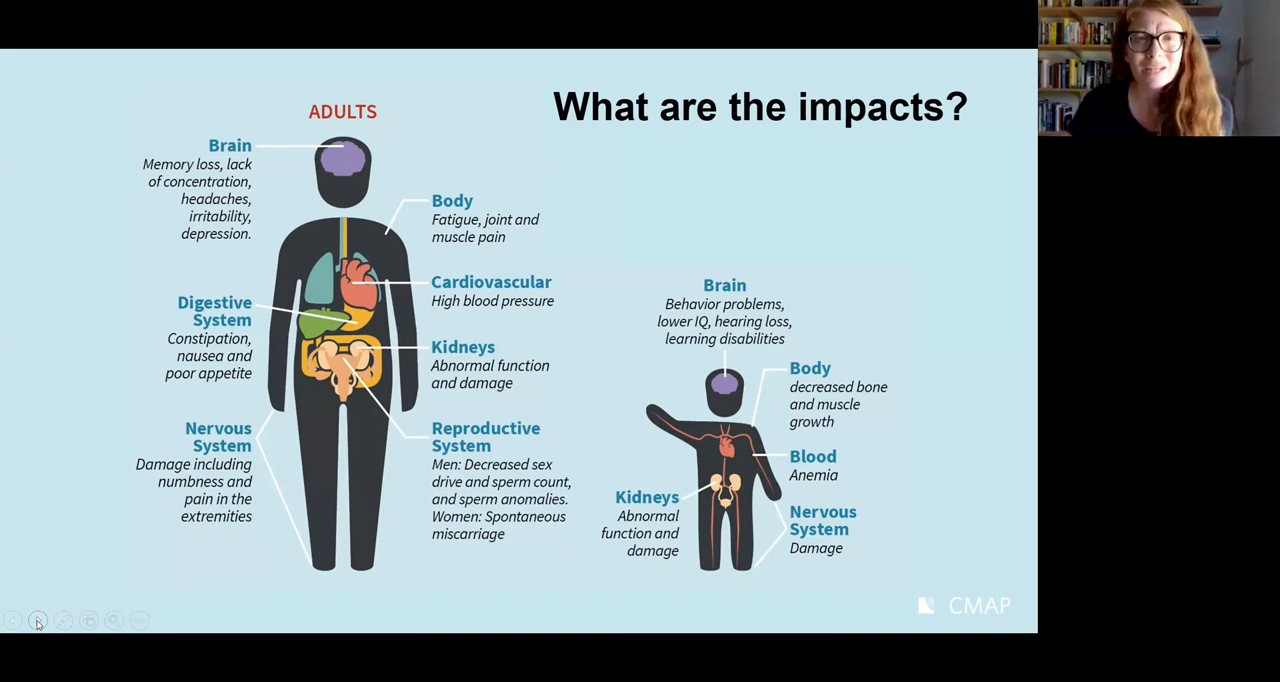 What are the impacts?
ADULTS
Brain
Memory loss, lack
of concentration,
headaches,
irritability,
depression.
Body
Fatigue, joint and
muscle pain
Cardiovascular
High blood pressure
Digestive
System
Constipation,
nausea and
poor appetite
Kidneys
Abnormal function
and damage
Nervous
System
Damage including
numbness and
pain in the
extremities
Reproductive
System
Men: Decreased sex
drive and sperm count,
and sperm anomalies.
Women: Spontaneous
miscarriage
Brain
Behavior problems,
lower IQ, hearing loss,
learning disabilities
Body
decreased bone
and muscle
growth
Blood
Anemia
Kidneys
Abnormal
function and
damage
Nervous
System
Damage
CMAP